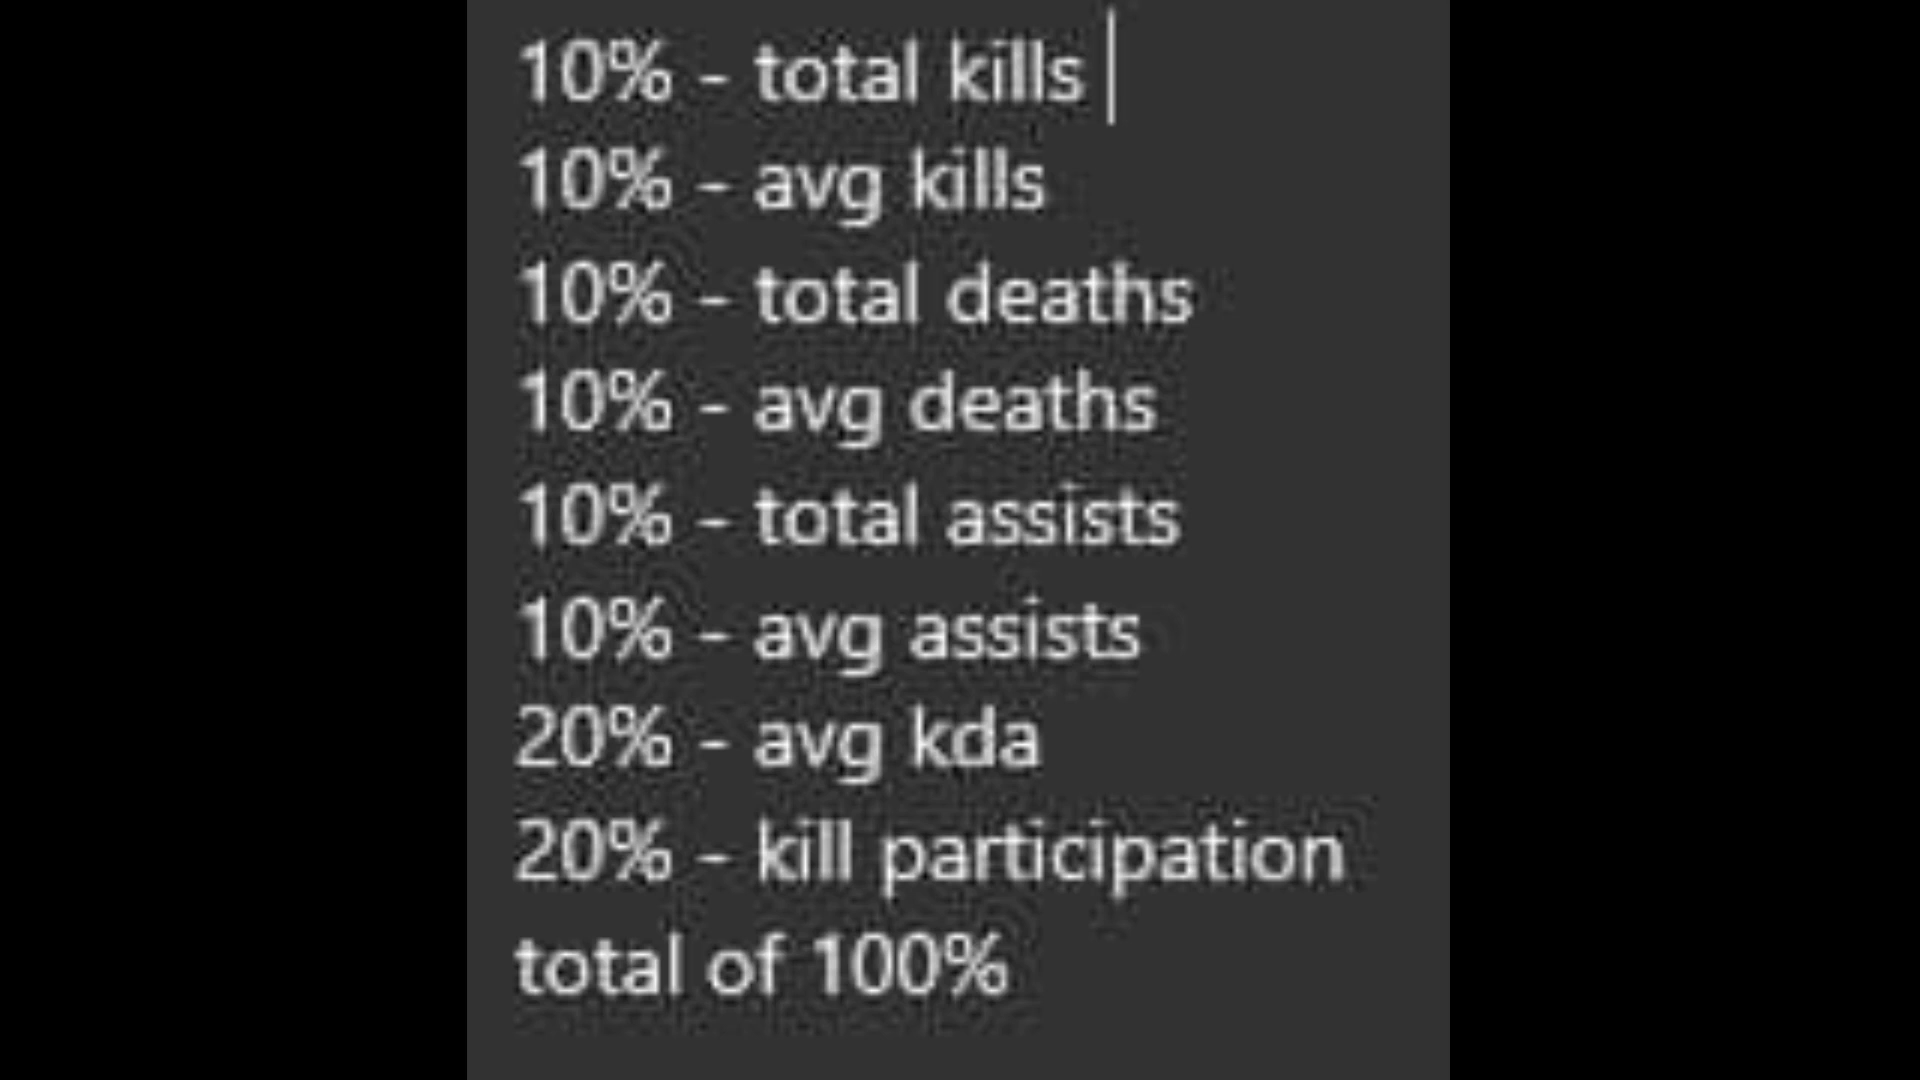 10% - total kills
10% - avg kills
10% - total deaths
10% - avg deaths
10% - total assists
10% - avg assists
20% - avg kda
20% - kill participation
total of 100%